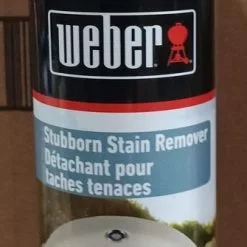 weber
Stubborn Stain Remover
Détachant pour
taches tenaces